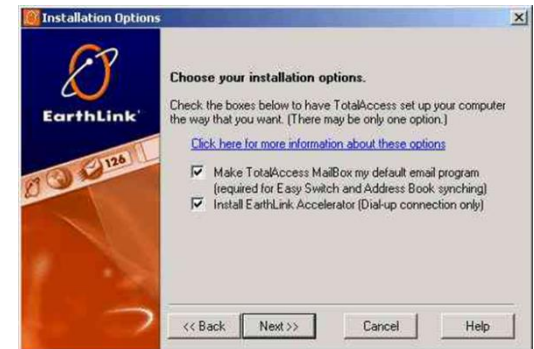 Installation Options
EarthLink
126
Choose your installation options.
Check the boxes below to have TotalAccess set up your computer
the way that you want. (There may be only one option.)
Click here for more information about these options
Make TotalAccess MailBox my default email program
(required for Easy Switch and Address Book synching)
Install EarthLink Accelerator (Dial-up connection only)
<< Back Next >> Cancel Help